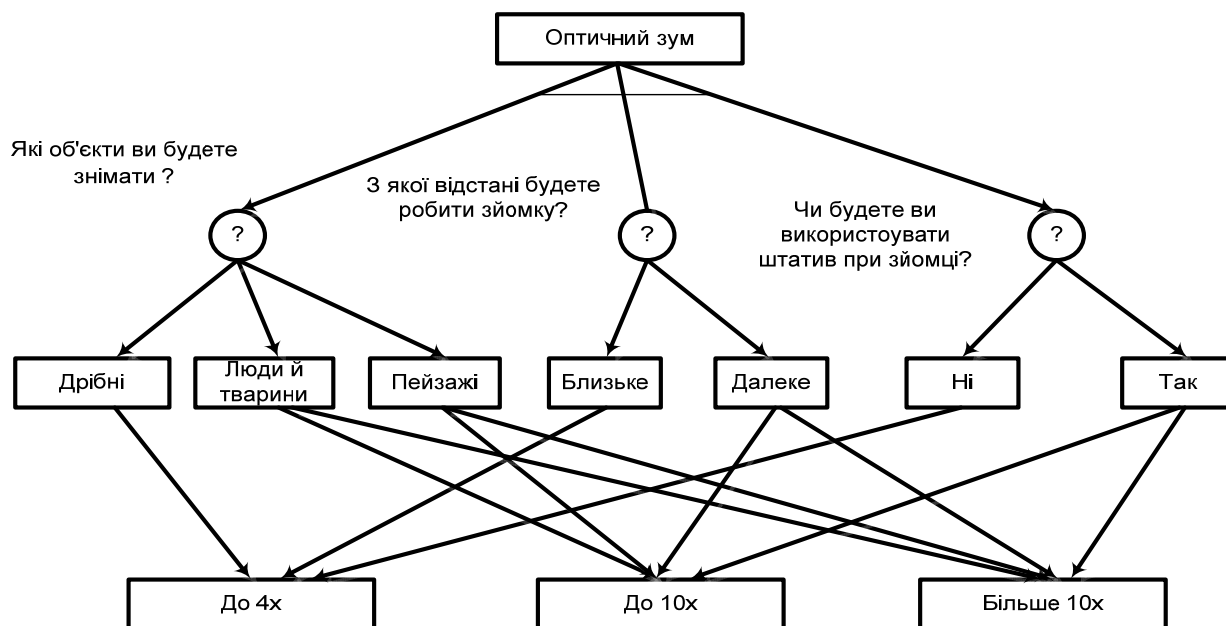 Оптичний зум
Які об'єкти ви будете
знімати ?
З якої відстані будете
робити зйомку?
Чи будете ви
використоувати
штатив при зйомці?
?
?
?
Дрібні
Люди й
тварини
Пейзажі
Близьке
Далеке
Ні
Так
До 4х
До 10х
Більше 10х